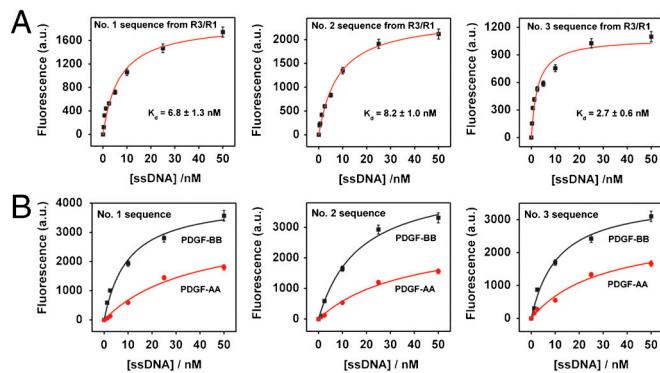 A
No. 1 sequence from R3/R1
No. 2 sequence from R3/R1
No. 3 sequence from R3/R1
Fluorescence (a.u.)
1600
1200
800
400
0
Kd = 6.8 ± 1.3 nM
0 10 20 30 40 50
[ssDNA] /nM
Fluorescence (a.u.)
2000
1500
1000
500
0
Kd = 8.2 ± 1.0 nM
0 10 20 30 40 50
[ssDNA] /nM
Fluorescence (a.u.)
1200
900
600
300
0
Kd = 2.7 ± 0.6 nM
0 10 20 30 40 50
[ssDNA] /nM
B
No. 1 sequence
No. 2 sequence
No. 3 sequence
Fluorescence (a.u.)
4000
3000
2000
1000
0
PDGF-BB
PDGF-AA
0 10 20 30 40 50
[ssDNA] /nM
Fluorescence (a.u.)
3000
2000
1000
0
PDGF-BB
PDGF-AA
0 10 20 30 40 50
[ssDNA] /nM
Fluorescence (a.u.)
3000
2000
1000
0
PDGF-BB
PDGF-AA
0 10 20 30 40 50
[ssDNA] /nM